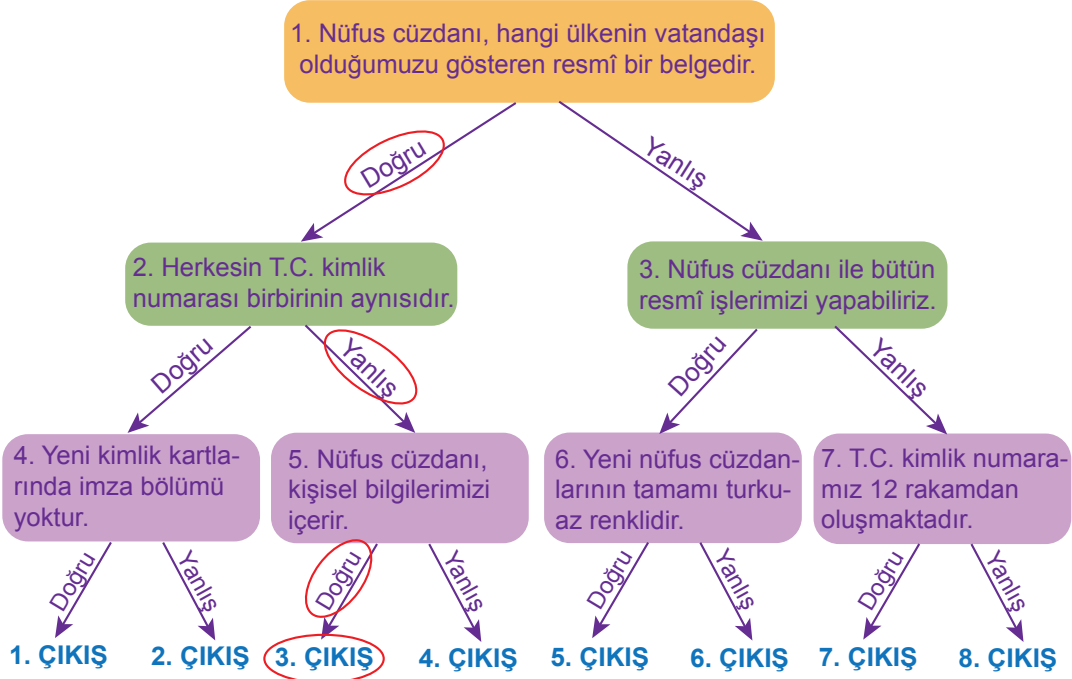 1. Nüfus cüzdanı, hangi ülkenin vatandaşı
olduğumuzu gösteren resmî bir belgedir.
Doğru
Yanlış
2. Herkesin T.C. kimlik
numarası birbirinin aynısıdır.
3. Nüfus cüzdanı ile bütün
resmî işlerimizi yapabiliriz.
Doğru
Yanlış
Doğru
Yanlış
4. Yeni kimlik kartla-
rında imza bölümü
yoktur.
5. Nüfus cüzdanı,
kişisel bilgilerimizi
içerir.
6. Yeni nüfus cüzdan-
larının tamamı turku-
az renklidir.
7. T.C. kimlik numara-
mız 12 rakamdan
oluşmaktadır.
Doğru
Yanlış
Doğru
Yanlış
Doğru
Yanlış
Doğru
Yanlış
1. ÇIKIŞ
2. ÇIKIŞ
3. ÇIKIŞ
4. ÇIKIŞ
5. ÇIKIŞ
6. ÇIKIŞ
7. ÇIKIŞ
8. ÇIKIŞ